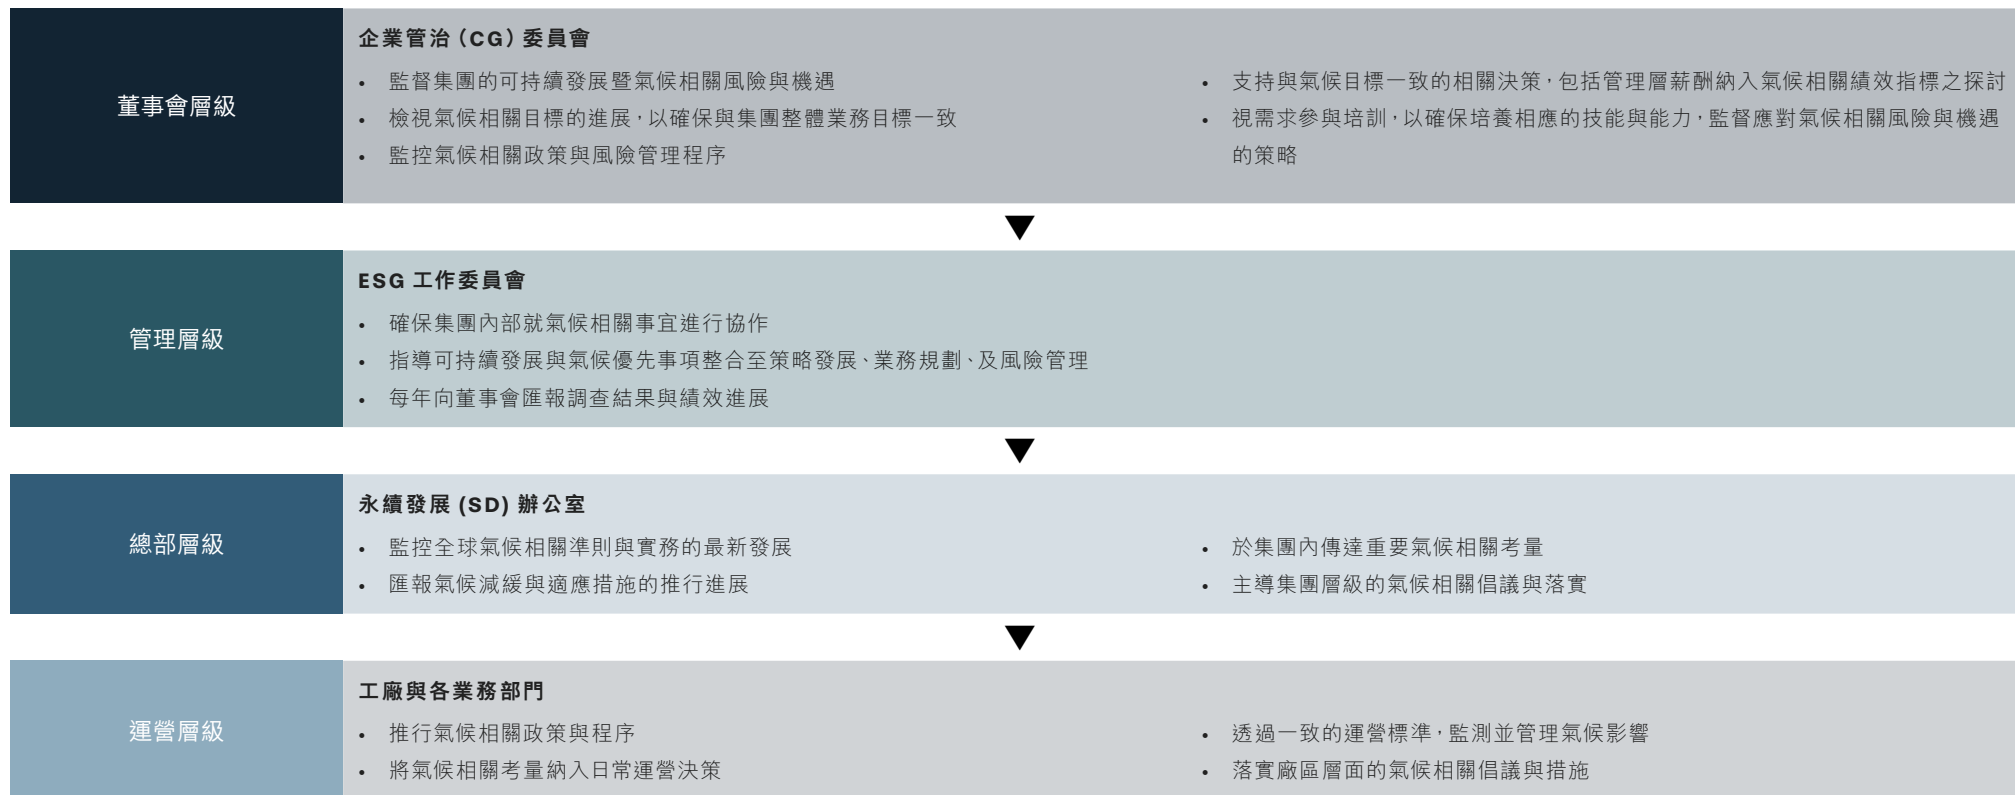 董事會層級
企業管治（CG）委員會
• 監督集團的可持續發展暨氣候相關風險與機遇
• 檢視氣候相關目標的進展，以確保與集團整體業務目標一致
• 監控氣候相關政策與風險管理程序
• 支持與氣候目標一致的相關決策，包括管理層薪酬納入氣候相關績效指標之探討
• 視需求參與培訓，以確保培養相應的技能與能力，監督應對氣候相關風險與機遇
的策略
管理層級
ESG 工作委員會
• 確保集團內部就氣候相關事宜進行協作
• 指導可持續發展與氣候優先事項整合至策略發展、業務規劃、及風險管理
• 每年向董事會匯報調查結果與績效進展
總部層級
永續發展 (SD) 辦公室
• 監控全球氣候相關準則與實務的最新發展
• 匯報氣候減緩與適應措施的推行進展
• 於集團內傳達重要氣候相關考量
• 主導集團層級的氣候相關倡議與落實
運營層級
工廠與各業務部門
• 推行氣候相關政策與程序
• 將氣候相關考量納入日常運營決策
• 透過一致的運營標準，監測並管理氣候影響
• 落實廠區層面的氣候相關倡議與措施